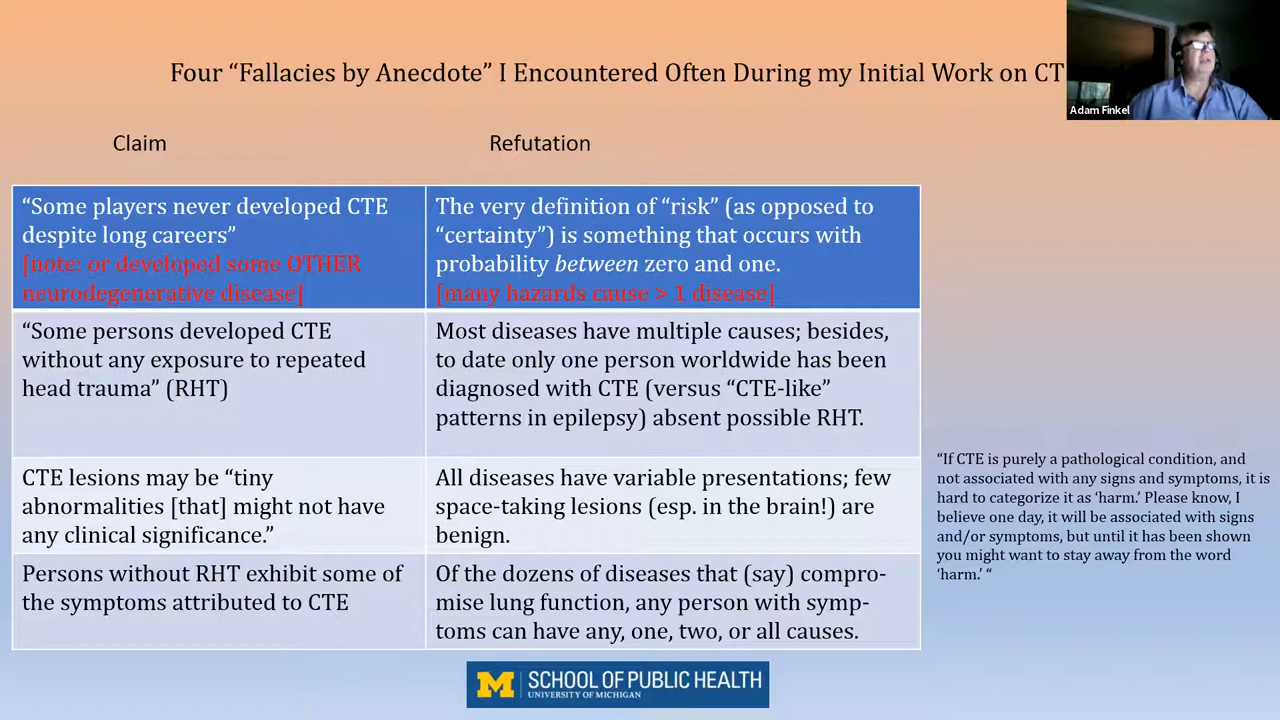 Four “Fallacies by Anecdote” I Encountered Often During my Initial Work on CT
Adam Finkel
Claim
Refutation
“Some players never developed CTE
despite long careers”
[note: or developed some OTHER
neurodegenerative disease]
The very definition of “risk” (as opposed to
“certainty”) is something that occurs with
probability between zero and one.
[many hazards cause > 1 disease]
“Some persons developed CTE
without any exposure to repeated
head trauma” (RHT)
Most diseases have multiple causes; besides,
to date only one person worldwide has been
diagnosed with CTE (versus “CTE-like”
patterns in epilepsy) absent possible RHT.
CTE lesions may be “tiny
abnormalities [that] might not have
any clinical significance.”
All diseases have variable presentations; few
space-taking lesions (esp. in the brain!) are
benign.
Persons without RHT exhibit some of
the symptoms attributed to CTE
Of the dozens of diseases that (say) compro-
mise lung function, any person with symp-
toms can have any, one, two, or all causes.
“If CTE is purely a pathological condition, and
not associated with any signs and symptoms, it is
hard to categorize it as ‘harm.’ Please know, I
believe one day, it will be associated with signs
and/or symptoms, but until it has been shown
you might want to stay away from the word
‘harm.’ “
M SCHOOL OF PUBLIC HEALTH
UNIVERSITY OF MICHIGAN